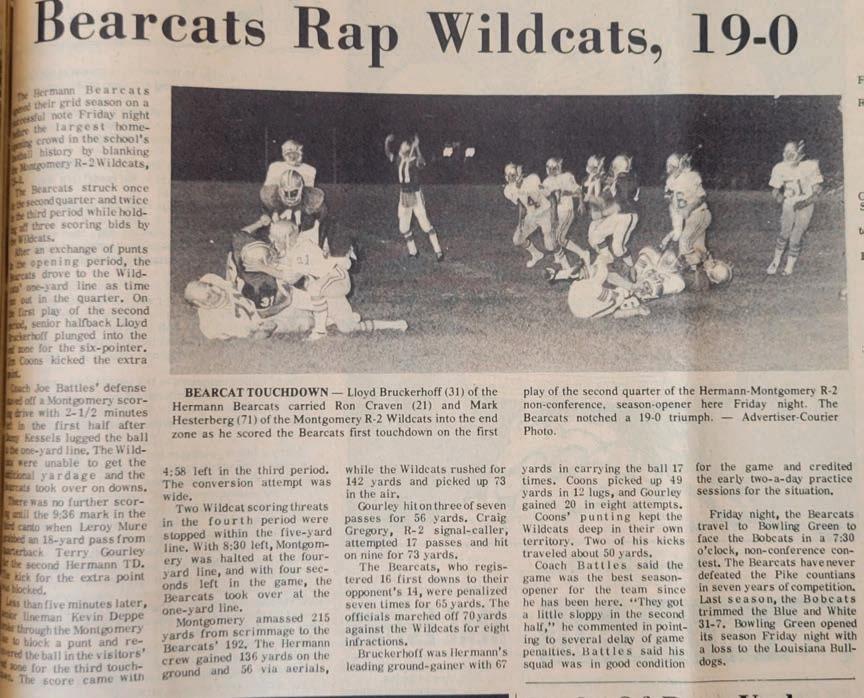 Bearcats Rap Wildcats, 19-0
The Hermann Bearcats
their grid season on a
note Friday night
the largest home-
crowd in the school's
history by blanking
Montgomery R-2 Wildcats,
The Bearcats struck once
second quarter and twice
the third period while hold-
off three scoring bids by
Wildcats.
After an exchange of punts
opening period, the
drove to the Wild-
one-yard line as time
out in the quarter. On
first play of the second
senior halfback Lloyd
plunged into the
zone for the six-pointer.
Coons kicked the extra
Coach Joe Battles' defense
off a Montgomery scor-
drive with 2-1/2 minutes
in the first half after
Kessels lugged the ball
one-yard line. The Wild-
were unable to get the
yardage and the
took over on downs.
There was no further scor-
until the 9:36 mark in the
canto when Leroy Mure
an 18-yard pass from
Terry Gourley
the second Hermann TD.
kick for the extra point
blocked.
Less than five minutes later,
lineman Kevin Deppe
through the Montgomery
to block a punt and re-
the ball in the visitors'
zone for the third touch-
The score came with
BEARCAT TOUCHDOWN — Lloyd Bruckerhoff (31) of the
Hermann Bearcats carried Ron Craven (21) and Mark
Hesterberg (71) of the Montgomery R-2 Wildcats into the end
zone as he scored the Bearcats first touchdown on the first
play of the second quarter of the Hermann-Montgomery R-2
non-conference, season-opener here Friday night. The
Bearcats notched a 19-0 triumph. — Advertiser-Courier
Photo.
4:58 left in the third period.
The conversion attempt was
wide.
Two Wildcat scoring threats
in the fourth period were
stopped within the five-yard
line. With 8:30 left, Montgom-
ery was halted at the four-
yard line, and with four sec-
onds left in the game, the
Bearcats took over at the
one-yard line.
Montgomery amassed 215
yards from scrimmage to the
Bearcats' 192. The Hermann
crew gained 136 yards on the
ground and 56 via aerials,
while the Wildcats rushed for
142 yards and picked up 73
in the air.
Gourley hit on three of seven
passes for 56 yards. Craig
Gregory, R-2 signal-caller,
attempted 17 passes and hit
on nine for 73 yards.
The Bearcats, who regis-
tered 16 first downs to their
opponent's 14, were penalized
seven times for 65 yards. The
officials marched off 70 yards
against the Wildcats for eight
infractions.
Bruckerhoff was Hermann's
leading ground-gainer with 67
yards in carrying the ball 17
times. Coons picked up 49
yards in 12 lugs, and Gourley
gained 20 in eight attempts.
Coons' punting kept the
Wildcats deep in their own
territory. Two of his kicks
traveled about 50 yards.
Coach Battles said the
game was the best season-
opener for the team since
he has been here. "They got
a little sloppy in the second
half," he commented in point-
ing to several delay of game
penalties. Battles said his
squad was in good condition
for the game and credited
the early two-a-day practice
sessions for the situation.
Friday night, the Bearcats
travel to Bowling Green to
face the Bobcats in a 7:30
o'clock, non-conference con-
test. The Bearcats have never
defeated the Pike countians
in seven years of competition.
Last season, the Bobcats
trimmed the Blue and White
31-7. Bowling Green opened
its season Friday night with
a loss to the Louisiana Bull-
dogs.